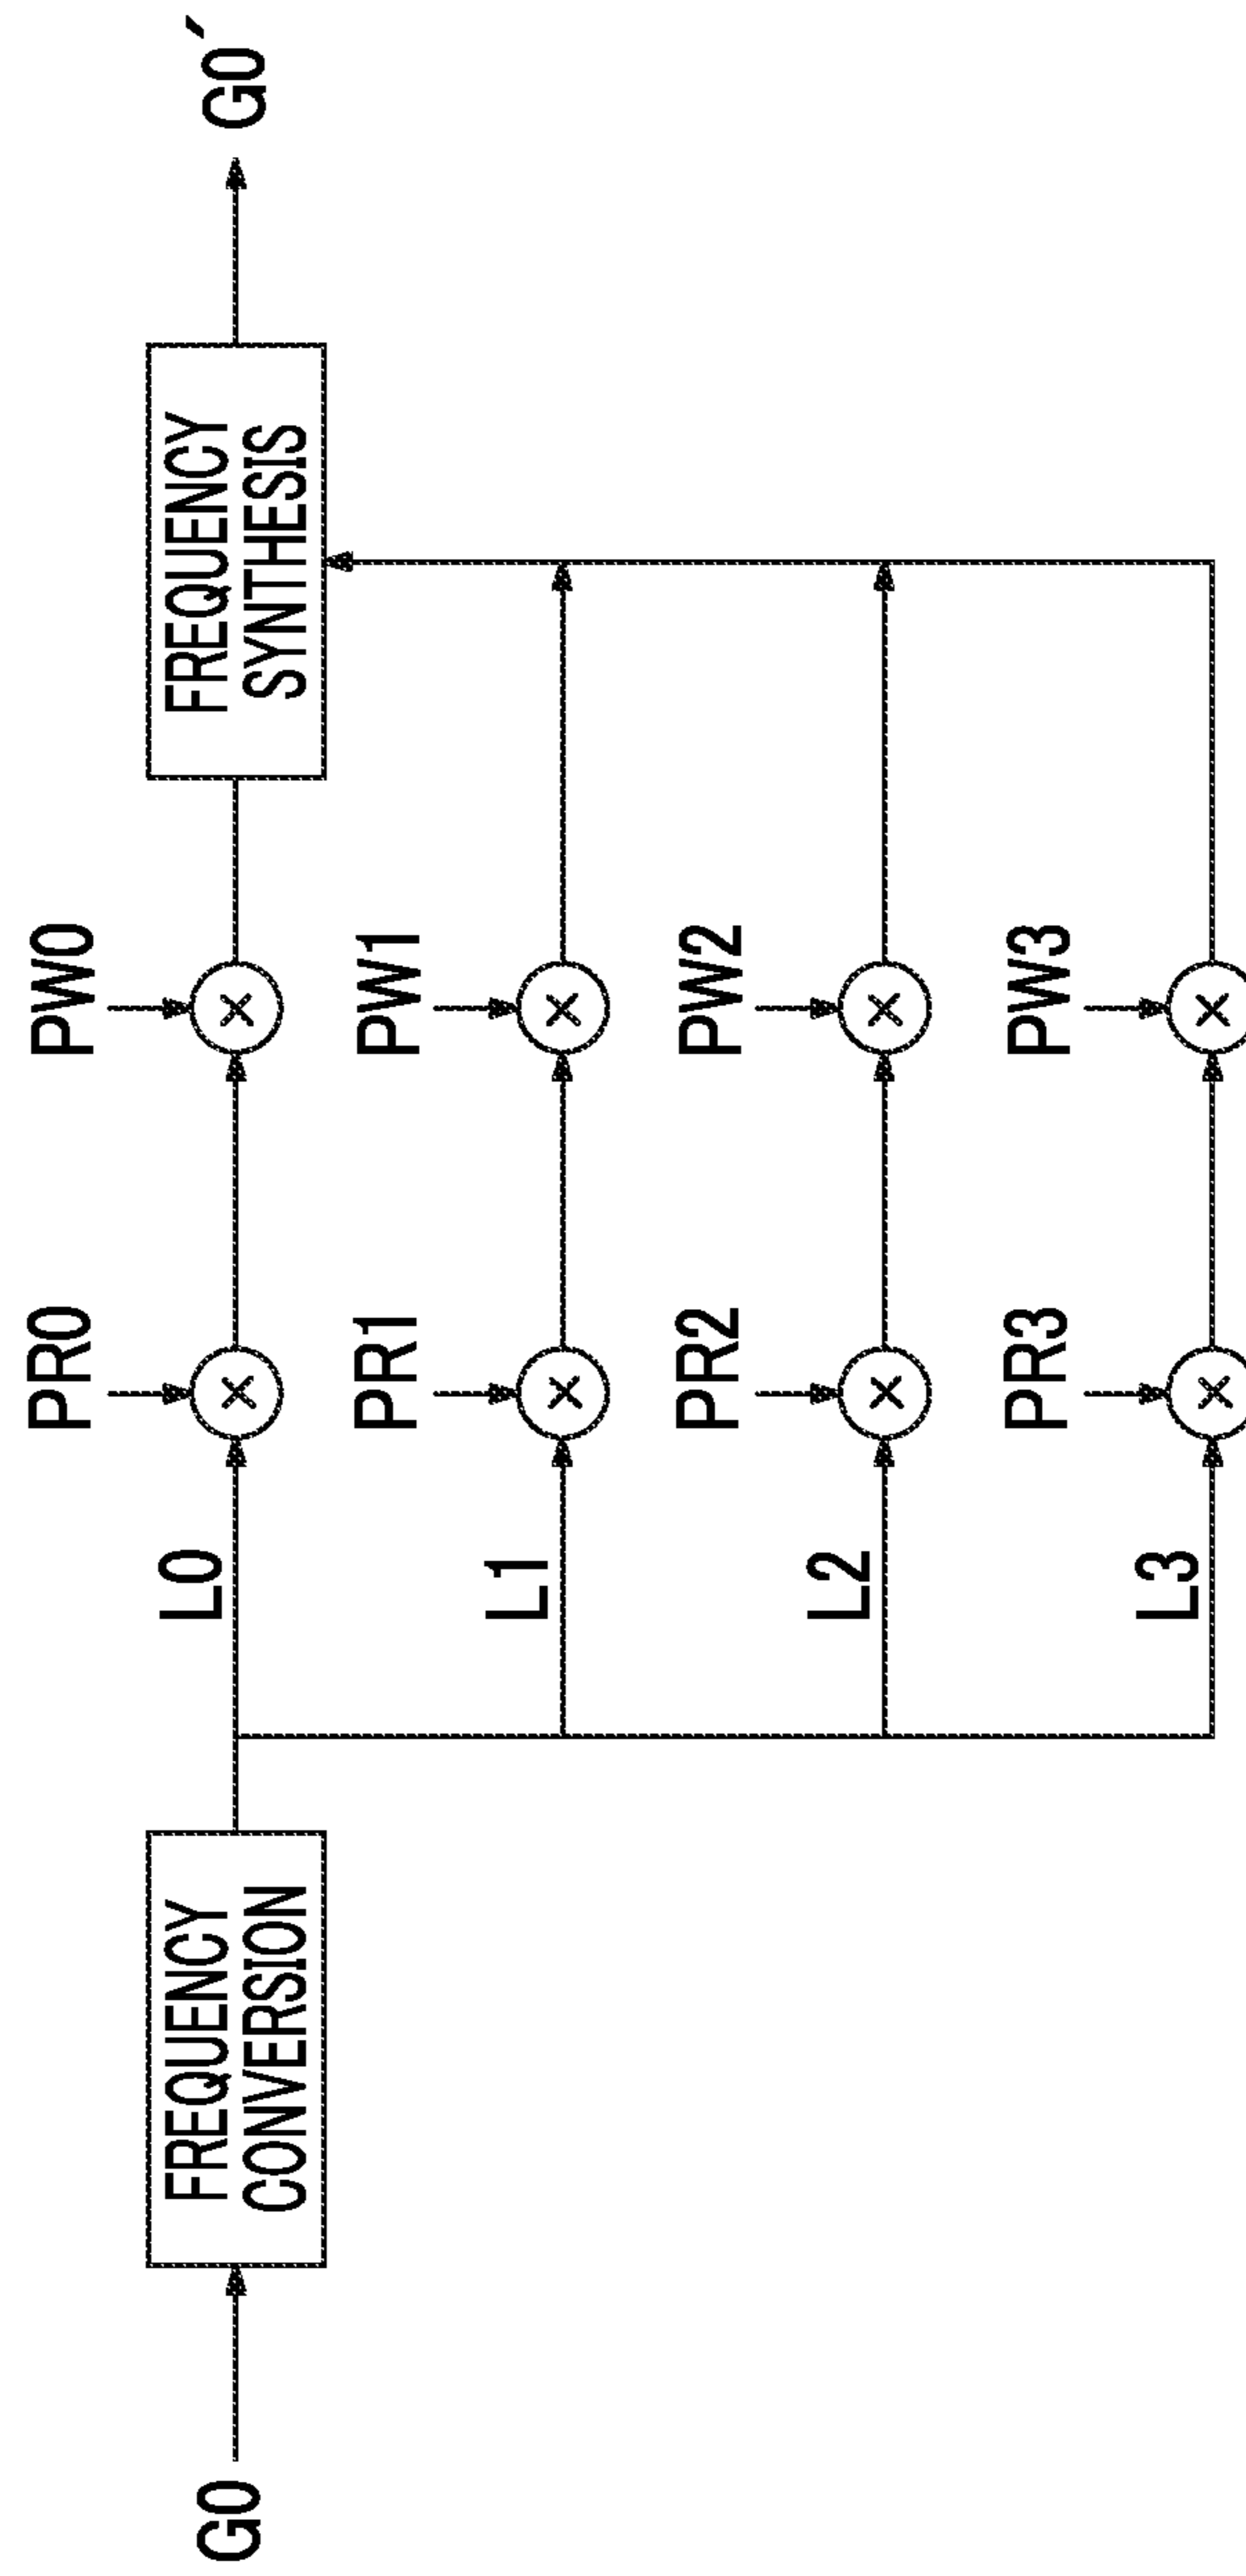 G0
FREQUENCY
CONVERSION
L0
PR0
PW0
FREQUENCY
SYNTHESIS
G0´
L1
PR1
PW1
L2
PR2
PW2
L3
PR3
PW3